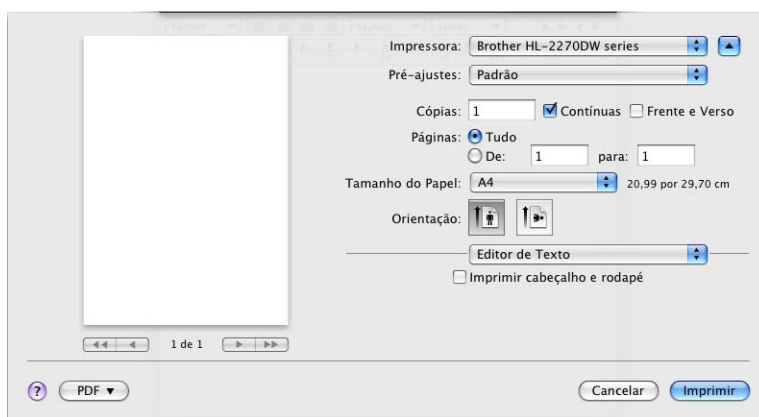 Impressora: Brother HL-2270DW series
Pré-ajustes: Padrão
Cópias: 1 Contínuas Frente e Verso
Páginas: Tudo
De: 1 para: 1
Tamanho do Papel: A4 20,99 por 29,70 cm
Orientação:
Editor de Texto
Imprimir cabeçalho e rodapé
1 de 1
? PDF Cancelar Imprimir